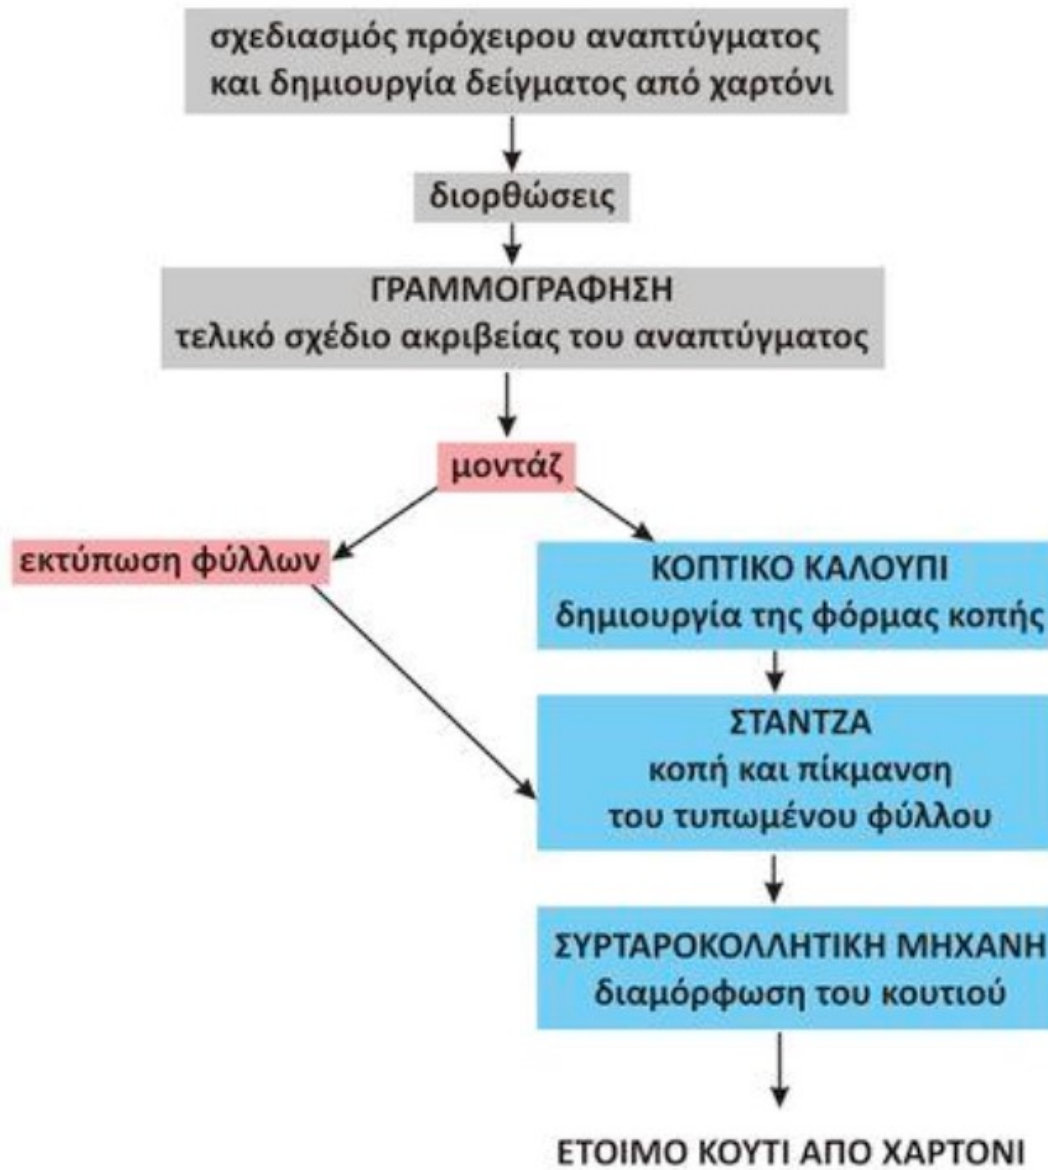 σχεδιασμός πρόχειρου αναπτύγματος
και δημιουργία δείγματος από χαρτόνι
διορθώσεις
ΓΡΑΜΜΟΓΡΑΦΗΣΗ
τελικό σχέδιο ακριβείας του αναπτύγματος
μοντάζ
εκτύπωση φύλλων
ΚΟΠΤΙΚΟ ΚΑΛΟΥΠΙ
δημιουργία της φόρμας κοπής
ΣΤΑΝΤΖΑ
κοπή και πίκμανση
του τυπωμένου φύλλου
ΣΥΡΤΑΡΟΚΟΛΛΗΤΙΚΗ ΜΗΧΑΝΗ
διαμόρφωση του κουτιού
ΕΤΟΙΜΟ ΚΟΥΤΙ ΑΠΟ ΧΑΡΤΟΝΙ